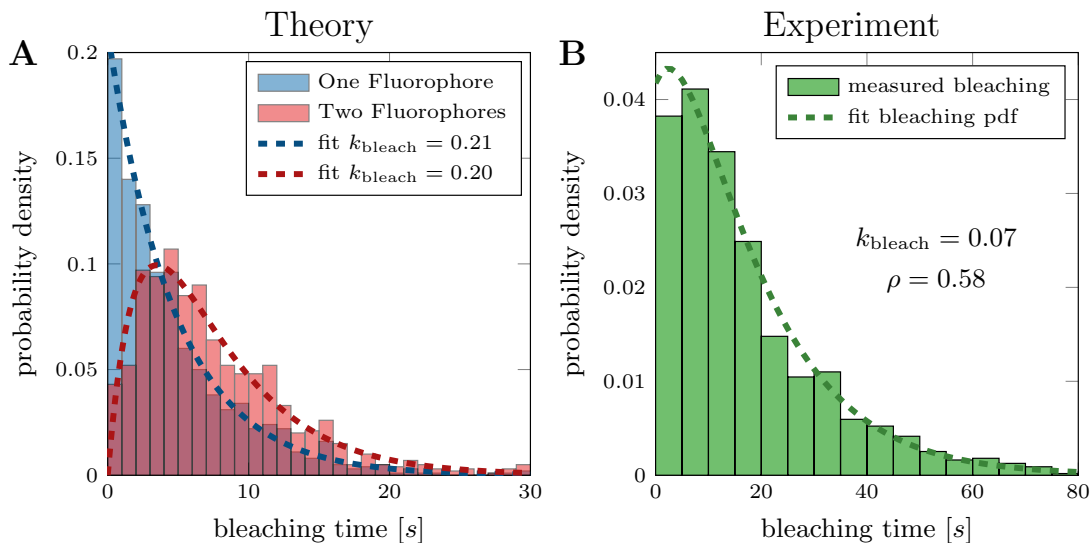 Theory
A
0.2
0.15
0.1
0.05
0
probability density
One Fluorophore
Two Fluorophores
fit k_bleach = 0.21
fit k_bleach = 0.20
0
10
20
30
bleaching time [s]
Experiment
B
0.04
0.03
0.02
0.01
0
probability density
measured bleaching
fit bleaching pdf
k_bleach = 0.07
ρ = 0.58
0
20
40
60
80
bleaching time [s]